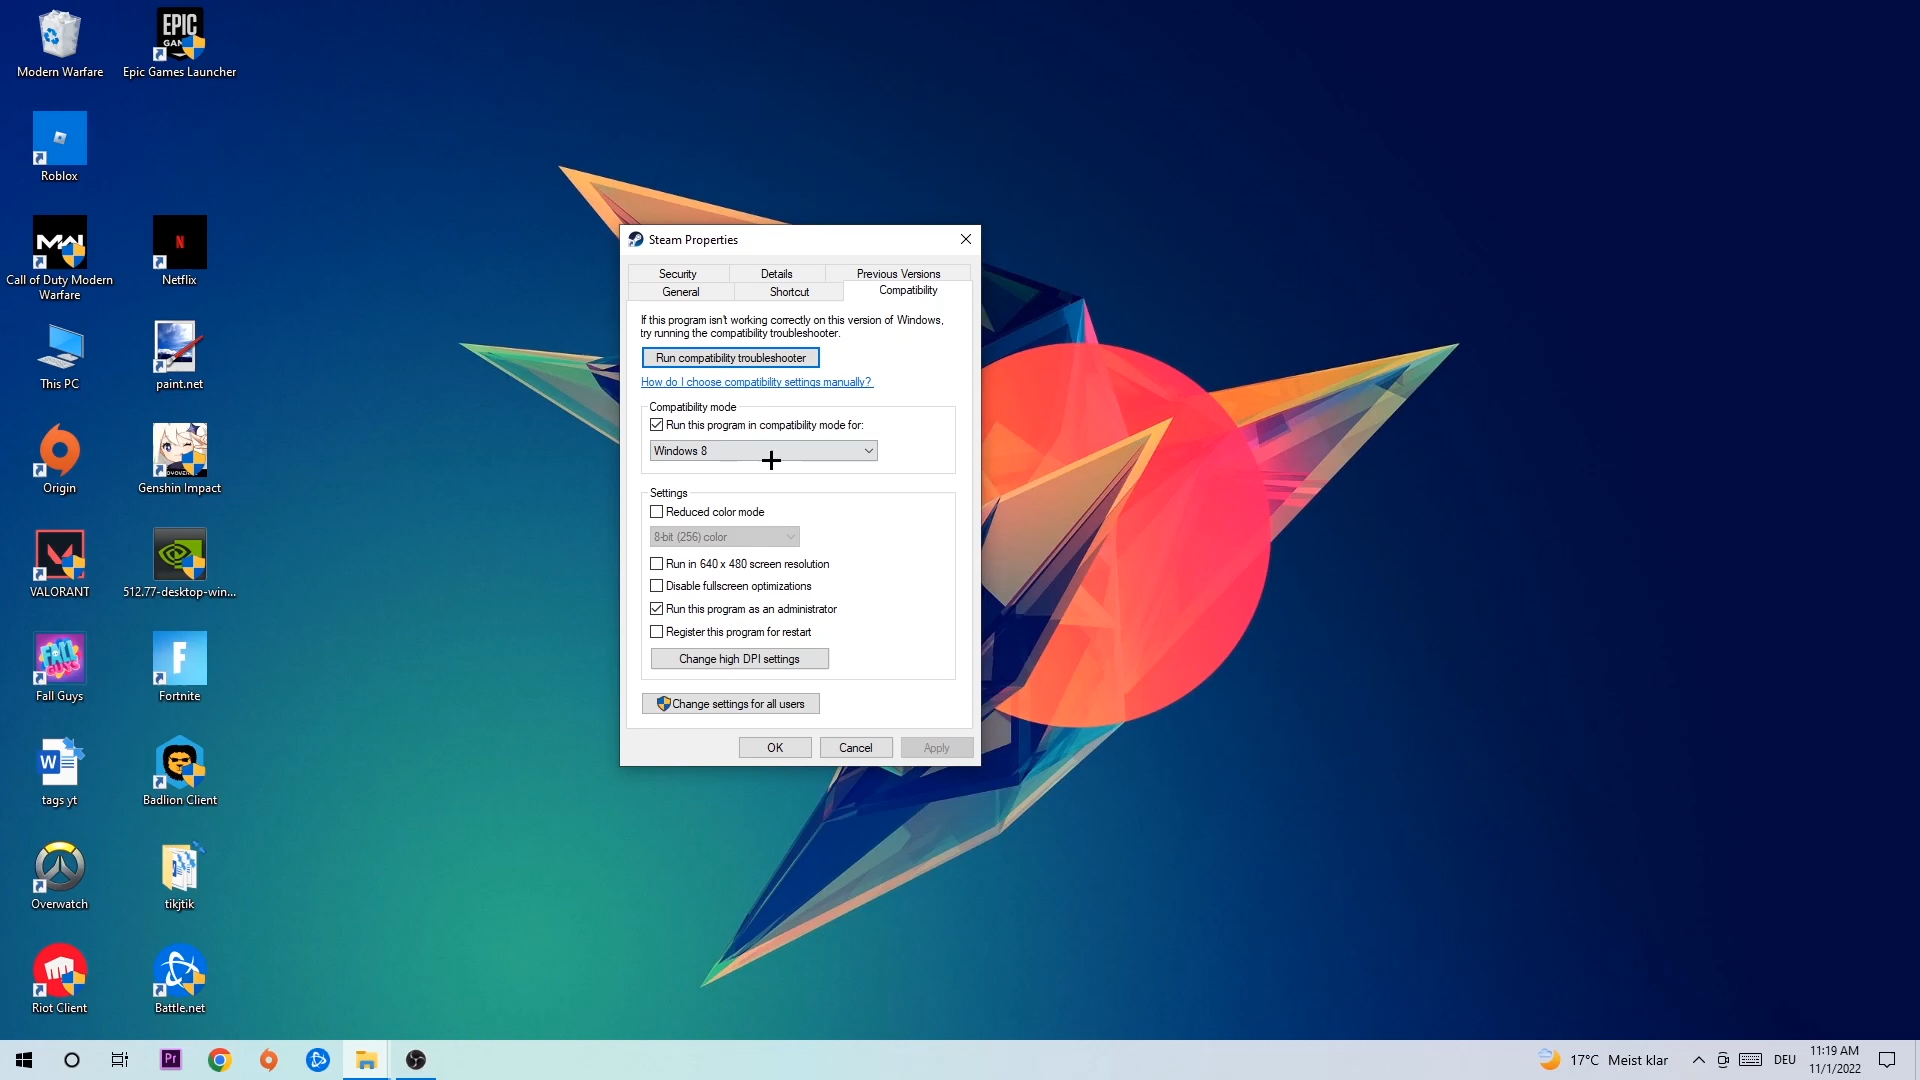 EPIC
GAMES
Modern Warfare
Epic Games Launcher
Roblox
MW
N
Call of Duty Modern
Warfare
Netflix
This PC
paint.net
Origin
Genshin Impact
VALORANT
512.77-desktop-win...
FALL
GUYS
F
Fall Guys
Fortnite
W
tags yt
Badlion Client
Overwatch
tikjtik
Riot Client
Battle.net
Steam Properties
Security
Details
Previous Versions
General
Shortcut
Compatibility
If this program isn't working correctly on this version of Windows,
try running the compatibility troubleshooter.
Run compatibility troubleshooter
How do I choose compatibility settings manually?
Compatibility mode
Run this program in compatibility mode for:
Windows 8
Settings
Reduced color mode
8-bit (256) color
Run in 640 x 480 screen resolution
Disable fullscreen optimizations
Run this program as an administrator
Register this program for restart
Change high DPI settings
Change settings for all users
OK
Cancel
Apply
Pr
17°C Meist klar
DEU
11:19 AM
11/1/2022